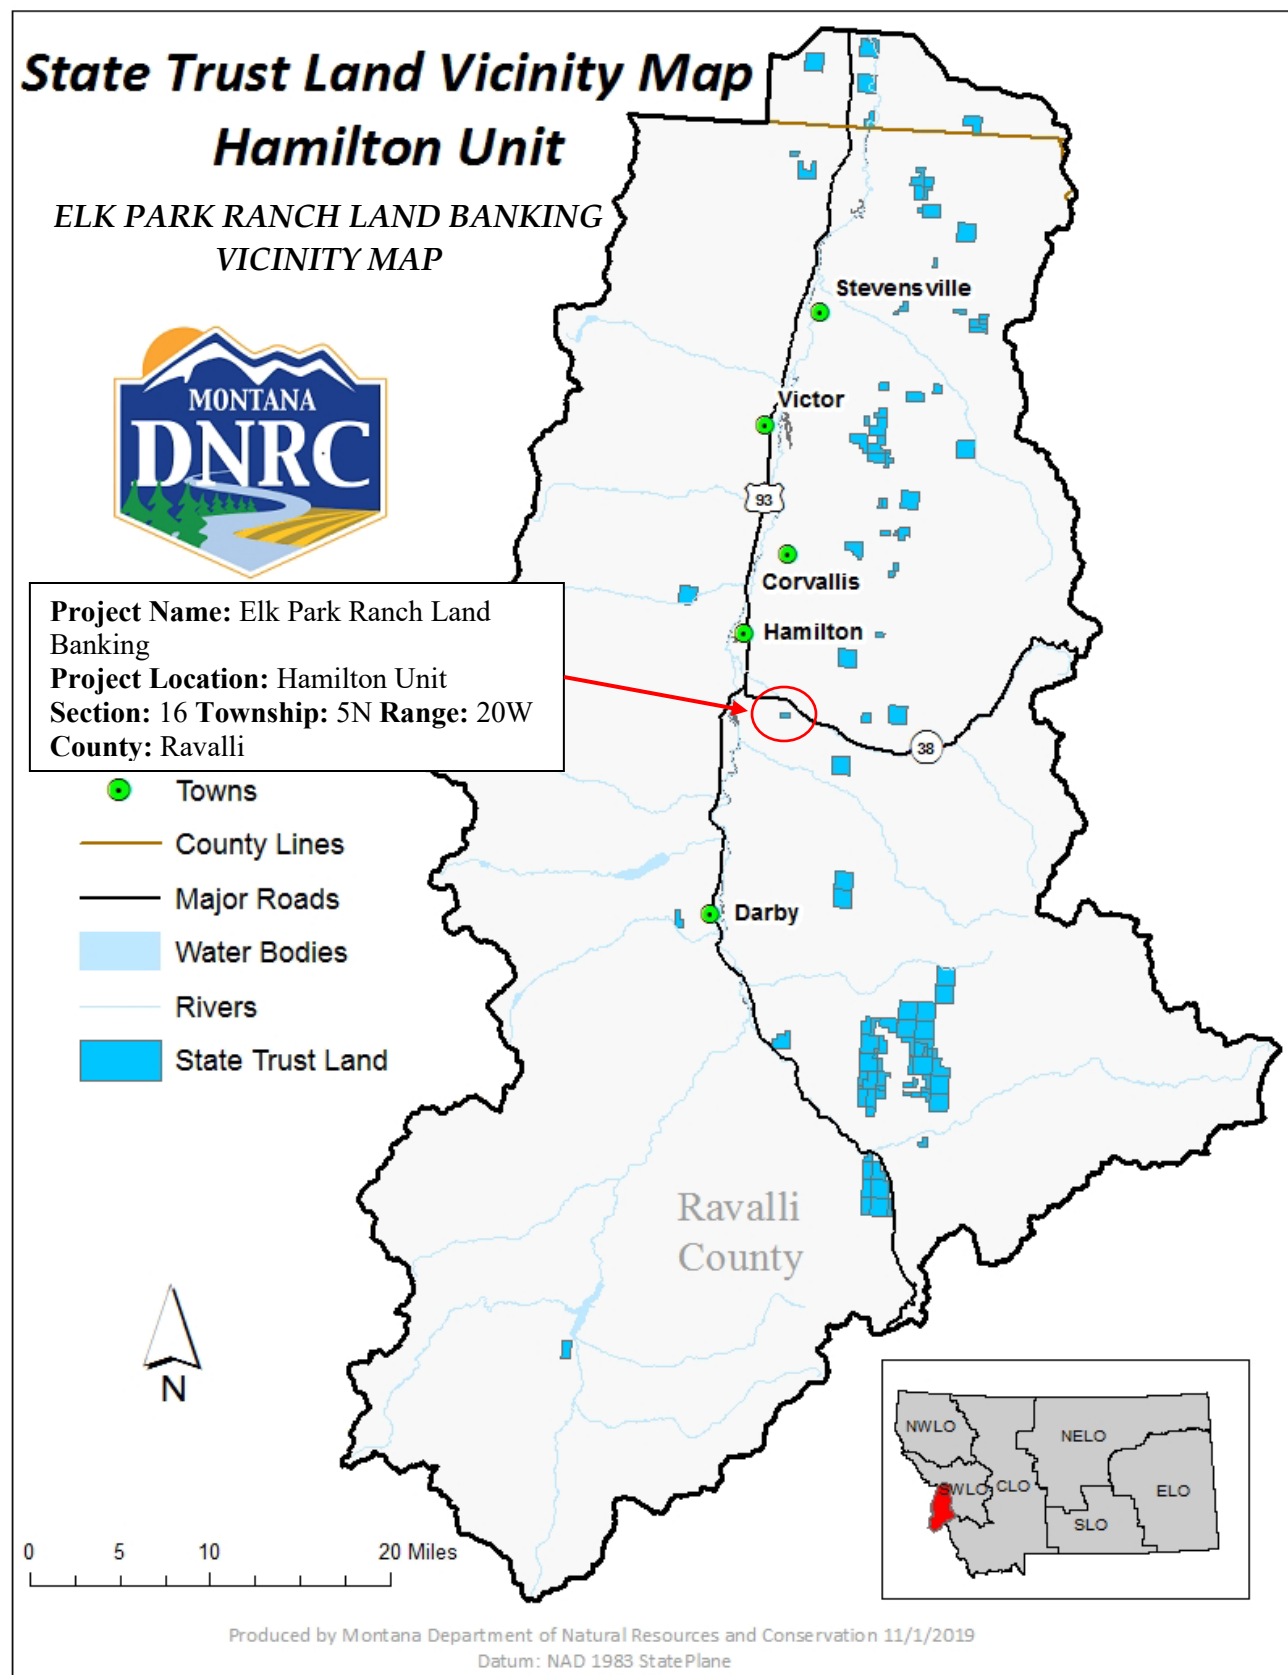 State Trust Land Vicinity Map
Hamilton Unit
ELK PARK RANCH LAND BANKING
VICINITY MAP
MONTANA
DNRC
Stevensville
Victor
93
Corvallis
Hamilton
Project Name: Elk Park Ranch Land
Banking
Project Location: Hamilton Unit
Section: 16 Township: 5N Range: 20W
County: Ravalli
38
Towns
County Lines
Major Roads
Water Bodies
Rivers
State Trust Land
Darby
Ravalli
County
N
NWLO
NELO
SWLO
CLO
ELO
SLO
0 5 10 20 Miles
Produced by Montana Department of Natural Resources and Conservation 11/1/2019
Datum: NAD 1983 StatePlane